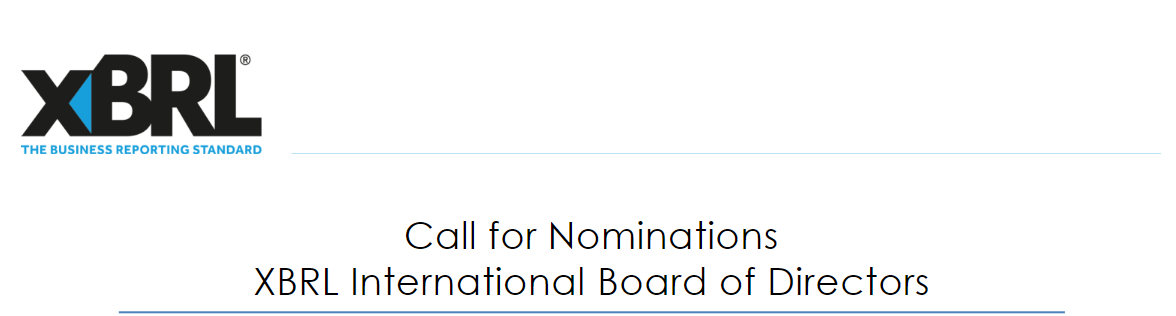 XBRL®
THE BUSINESS REPORTING STANDARD
Call for Nominations
XBRL International Board of Directors